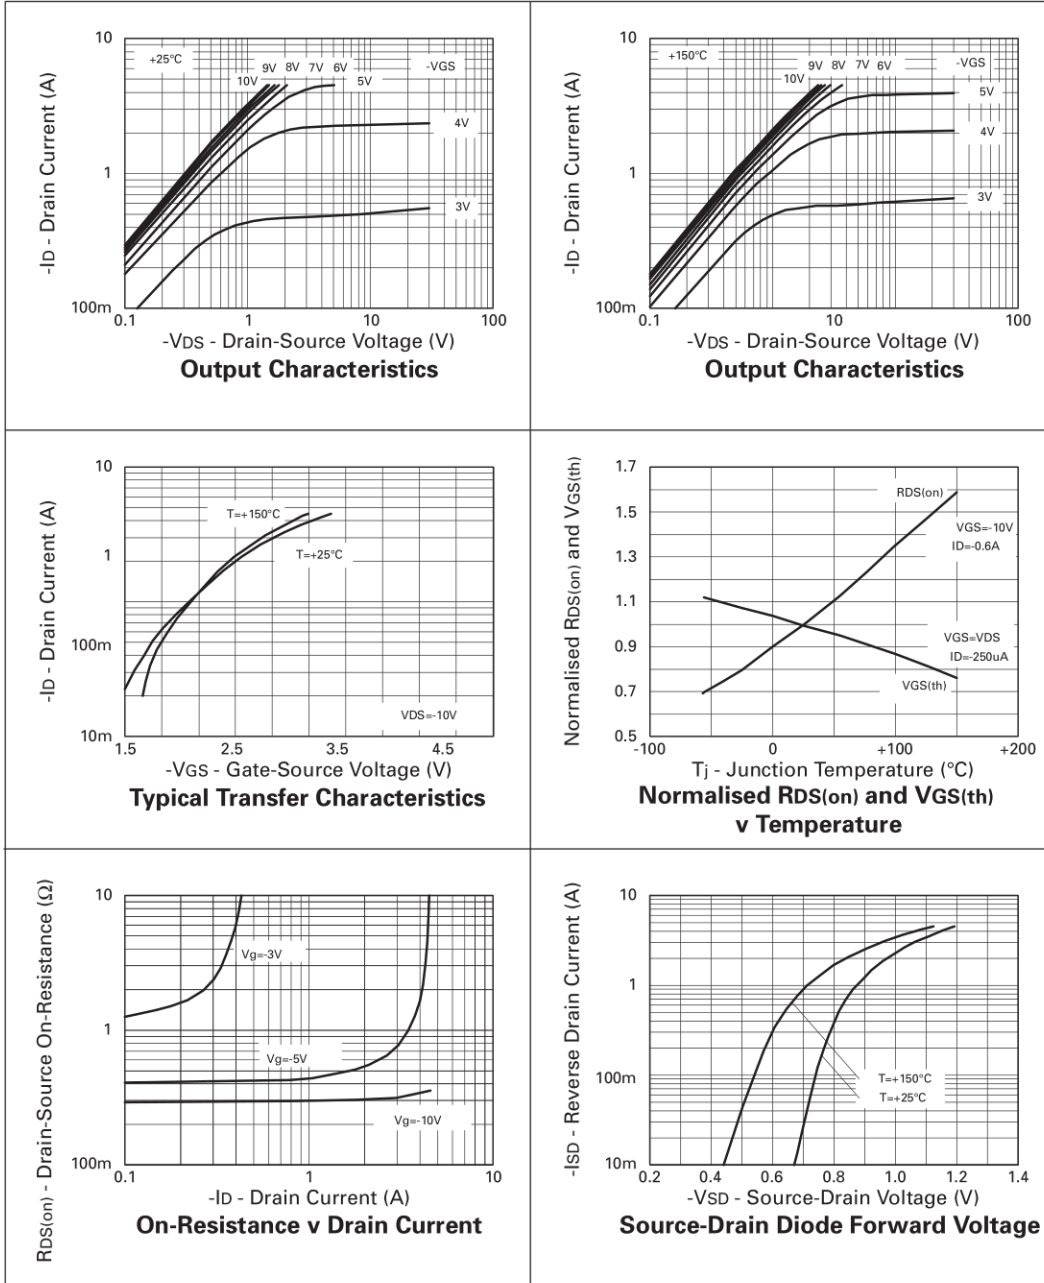 10
+25°C
9V 8V 7V 6V
-VGS
10V
5V
4V
1
3V
100m
0.1
1
10
100
-ID - Drain Current (A)
-VDS - Drain-Source Voltage (V)
Output Characteristics
10
+150°C
9V 8V 7V 6V
-VGS
10V
5V
4V
1
3V
100m
0.1
1
10
100
-ID - Drain Current (A)
-VDS - Drain-Source Voltage (V)
Output Characteristics
10
T=+150°C
1
T=+25°C
100m
VDS=-10V
10m
1.5
2.5
3.5
4.5
-ID - Drain Current (A)
-VGS - Gate-Source Voltage (V)
Typical Transfer Characteristics
1.7
RDS(on)
1.5
VGS=-10V
ID=-0.6A
1.3
1.1
0.9
VGS=VDS
ID=-250uA
0.7
VGS(th)
0.5
-100
0
+100
+200
Normalised RDS(on) and VGS(th)
Tj - Junction Temperature (°C)
Normalised RDS(on) and VGS(th)
v Temperature
10
Vg=-3V
1
Vg=-5V
Vg=-10V
100m
0.1
1
10
RDS(on) - Drain-Source On-Resistance (Ω)
-ID - Drain Current (A)
On-Resistance v Drain Current
10
1
100m
T=+150°C
T=+25°C
10m
0.2
0.4
0.6
0.8
1.0
1.2
1.4
-ISD - Reverse Drain Current (A)
-VSD - Source-Drain Voltage (V)
Source-Drain Diode Forward Voltage